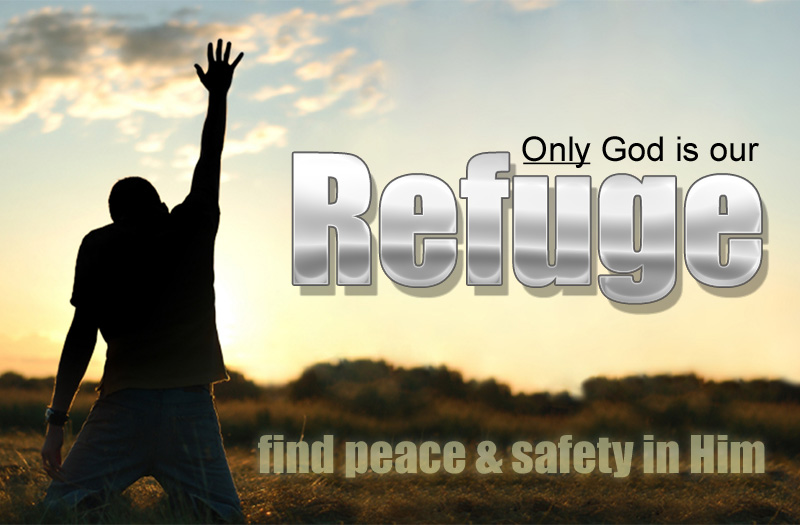 Only God is our
Refuge
find peace & safety in Him